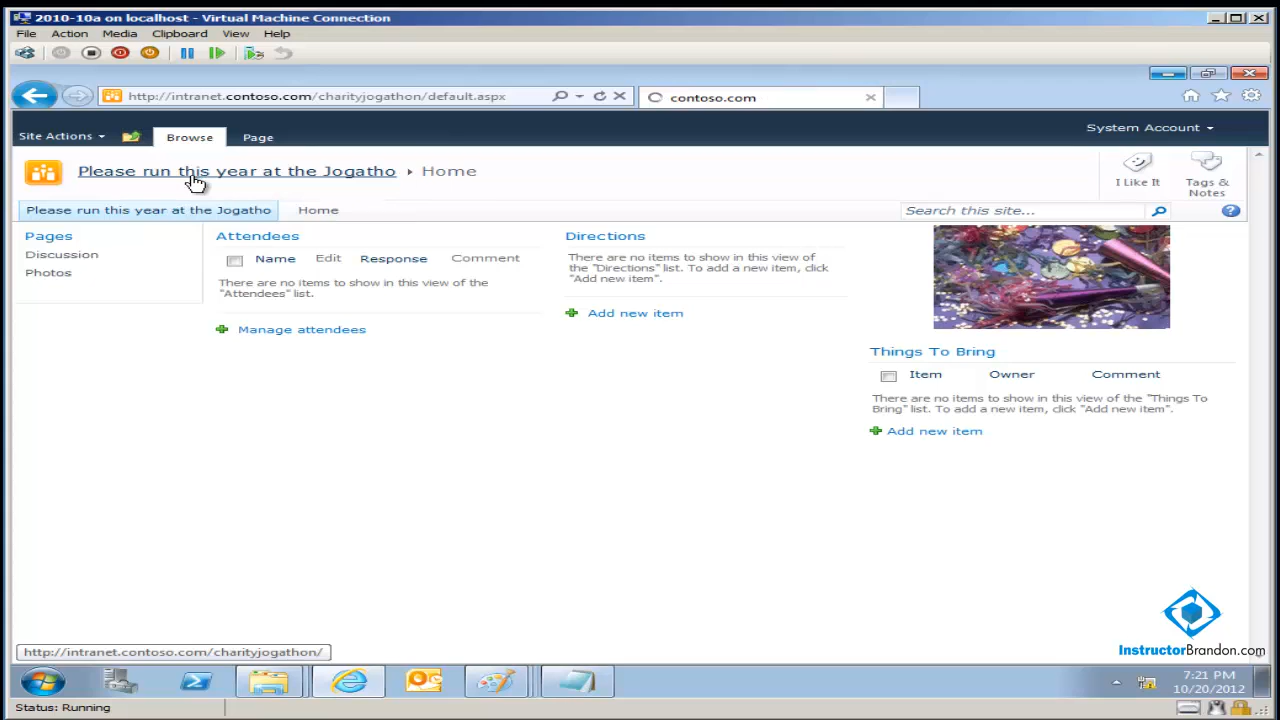 2010-10a on localhost - Virtual Machine Connection
File Action Media Clipboard View Help
http://intranet.contoso.com/charityjogathon/default.aspx
contoso.com
Site Actions
Browse
Page
System Account
Please run this year at the Jogatho
Home
I Like It
Tags &
Notes
Please run this year at the Jogatho
Home
Search this site...
Pages
Discussion
Photos
Attendees
Name Edit Response Comment
There are no items to show in this view of the
"Attendees" list.
Manage attendees
Directions
There are no items to show in this view of
the "Directions" list. To add a new item, click
"Add new item".
Add new item
Things To Bring
Item Owner Comment
There are no items to show in this view of the "Things To
Bring" list. To add a new item, click "Add new item".
Add new item
InstructorBrandon.com
http://intranet.contoso.com/charityjogathon/
7:21 PM
10/20/2012
Status: Running